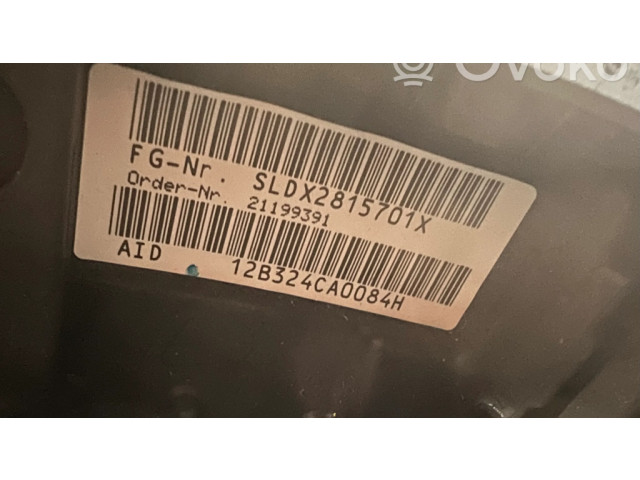 Ovoko
FG-Nr. SLDX2815701X
Order-Nr. 21199391
AID 12B324CA0084H